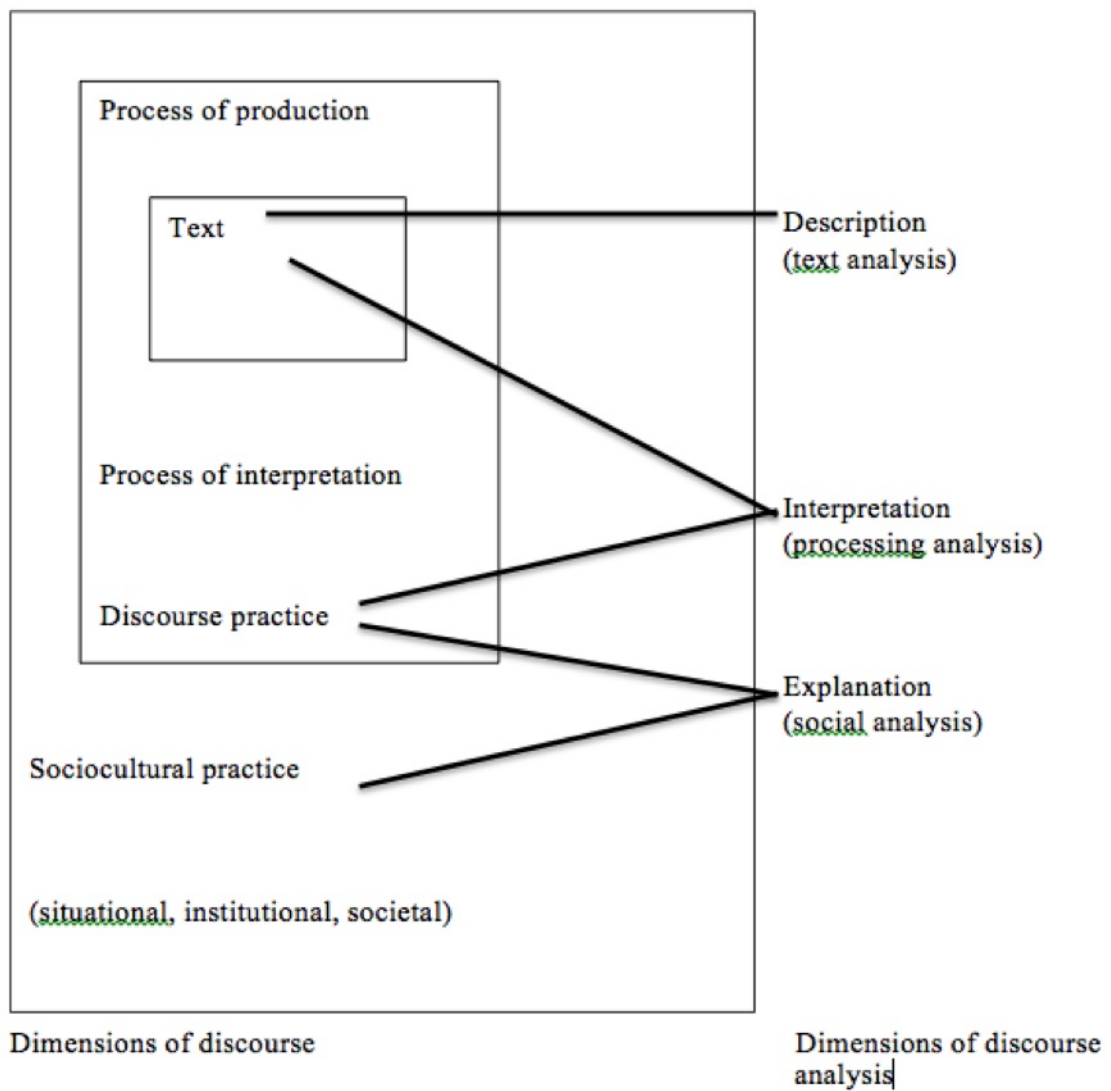 Process of production
Text
Description
(text analysis)
Process of interpretation
Interpretation
(processing analysis)
Discourse practice
Explanation
(social analysis)
Sociocultural practice
(situational, institutional, societal)
Dimensions of discourse
Dimensions of discourse
analysis